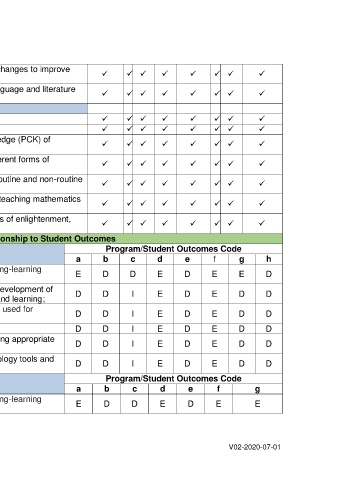 changes to improve ✓ ✓ ✓ ✓ ✓ ✓ ✓ ✓
guage and literature ✓ ✓ ✓ ✓ ✓ ✓ ✓ ✓
✓ ✓ ✓ ✓ ✓ ✓ ✓ ✓
✓ ✓ ✓ ✓ ✓ ✓ ✓ ✓
edge (PCK) of ✓ ✓ ✓ ✓ ✓ ✓ ✓ ✓
erent forms of ✓ ✓ ✓ ✓ ✓ ✓ ✓ ✓
outine and non-routine ✓ ✓ ✓ ✓ ✓ ✓ ✓ ✓
teaching mathematics ✓ ✓ ✓ ✓ ✓ ✓ ✓ ✓
s of enlightenment, ✓ ✓ ✓ ✓ ✓ ✓ ✓ ✓
onship to Student Outcomes
Program/Student Outcomes Code
a b c d e f g h
ng-learning E D D E D E E D
evelopment of
nd learning; D D I E D D D D
used for D D I E D D D D
D D I E D D D D
ng appropriate D D I E D D D D
ology tools and D D I E D D D D
Program/Student Outcomes Code
a b c d e f g
ng-learning E D D E D E E
V02-2020-07-01